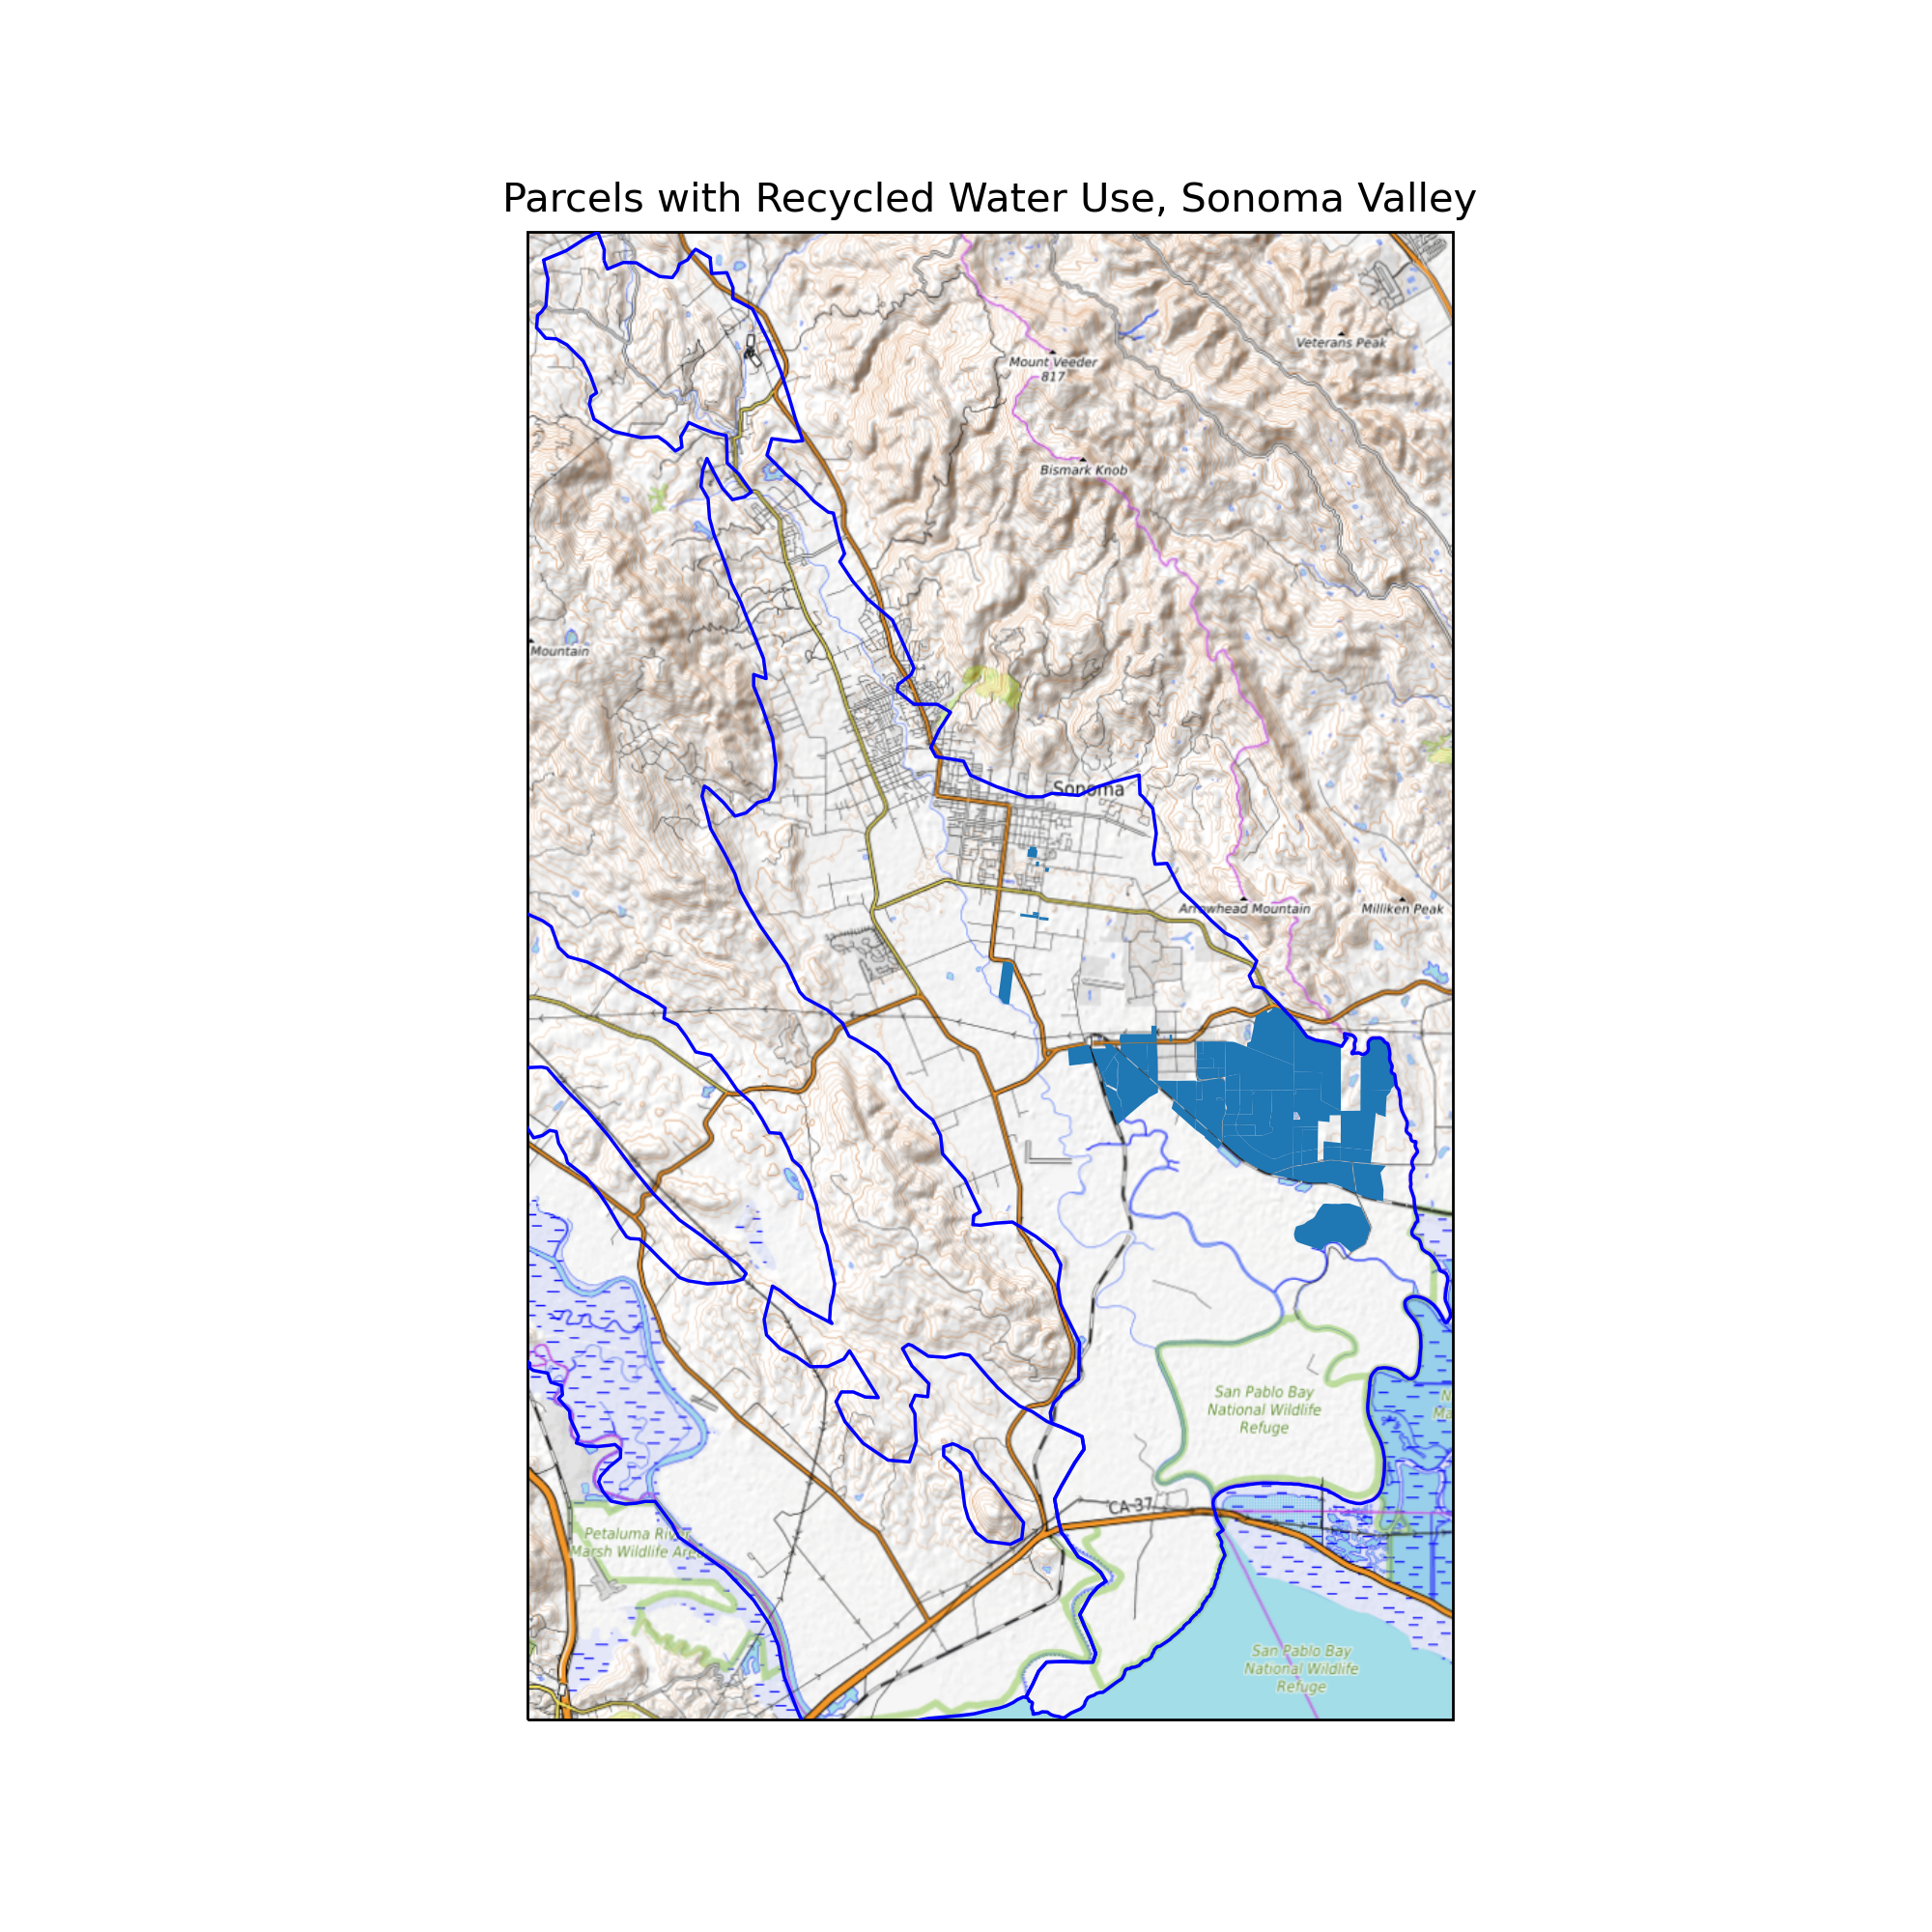 Parcels with Recycled Water Use, Sonoma Valley
Veterans Peak
Mount Veeder
817
Bismark Knob
Mountain
Sonoma
Arrowhead Mountain
Milliken Peak
San Pablo Bay
National Wildlife
Refuge
N
Ma
CA-37
Petaluma River
Marsh Wildlife Are
San Pablo Bay
National Wildlife
Refuge